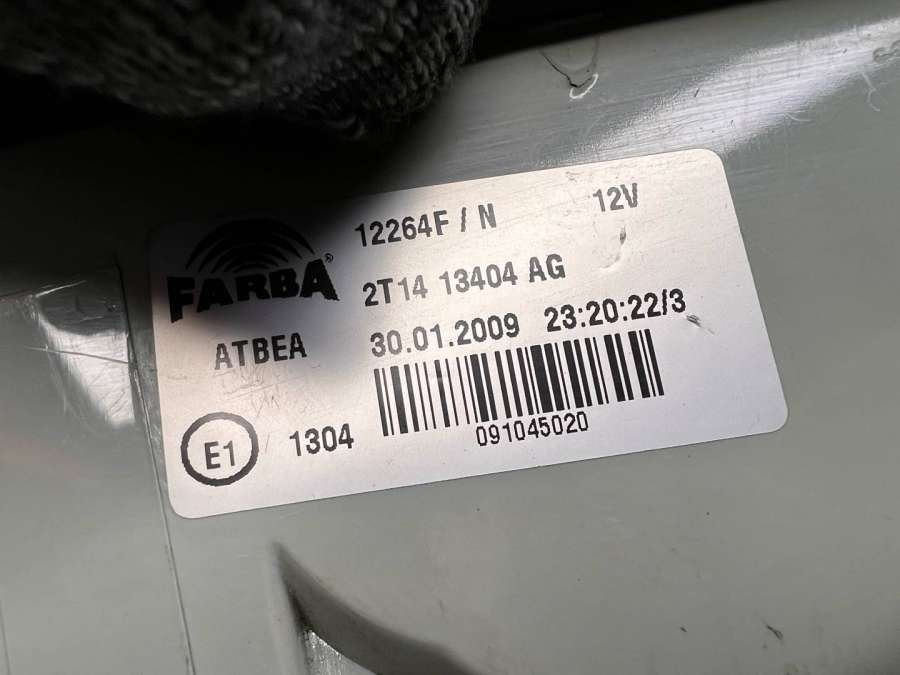 12264F / N 12V
FARBA®
2T14 13404 AG
ATBEA 30.01.2009 23:20:22/3
E1 1304
091045020